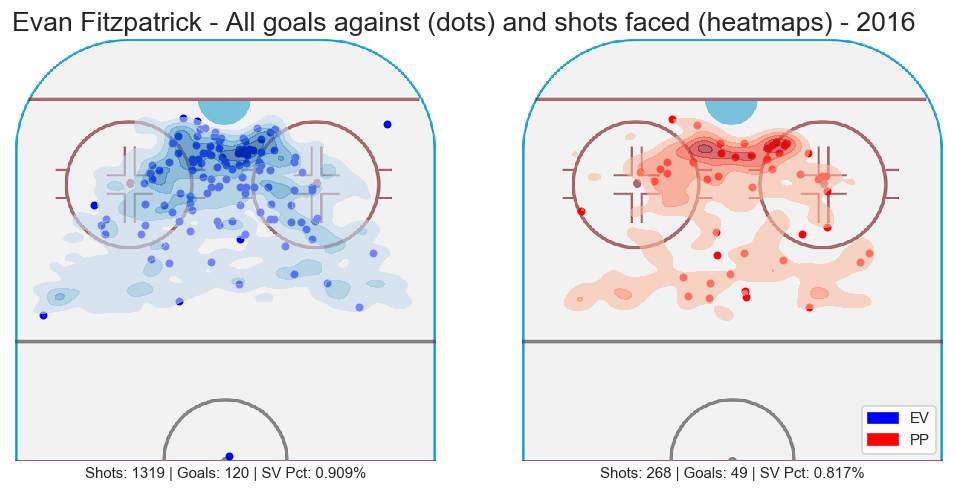 Evan Fitzpatrick - All goals against (dots) and shots faced (heatmaps) - 2016
EV
PP
Shots: 1319 | Goals: 120 | SV Pct: 0.909%
Shots: 268 | Goals: 49 | SV Pct: 0.817%